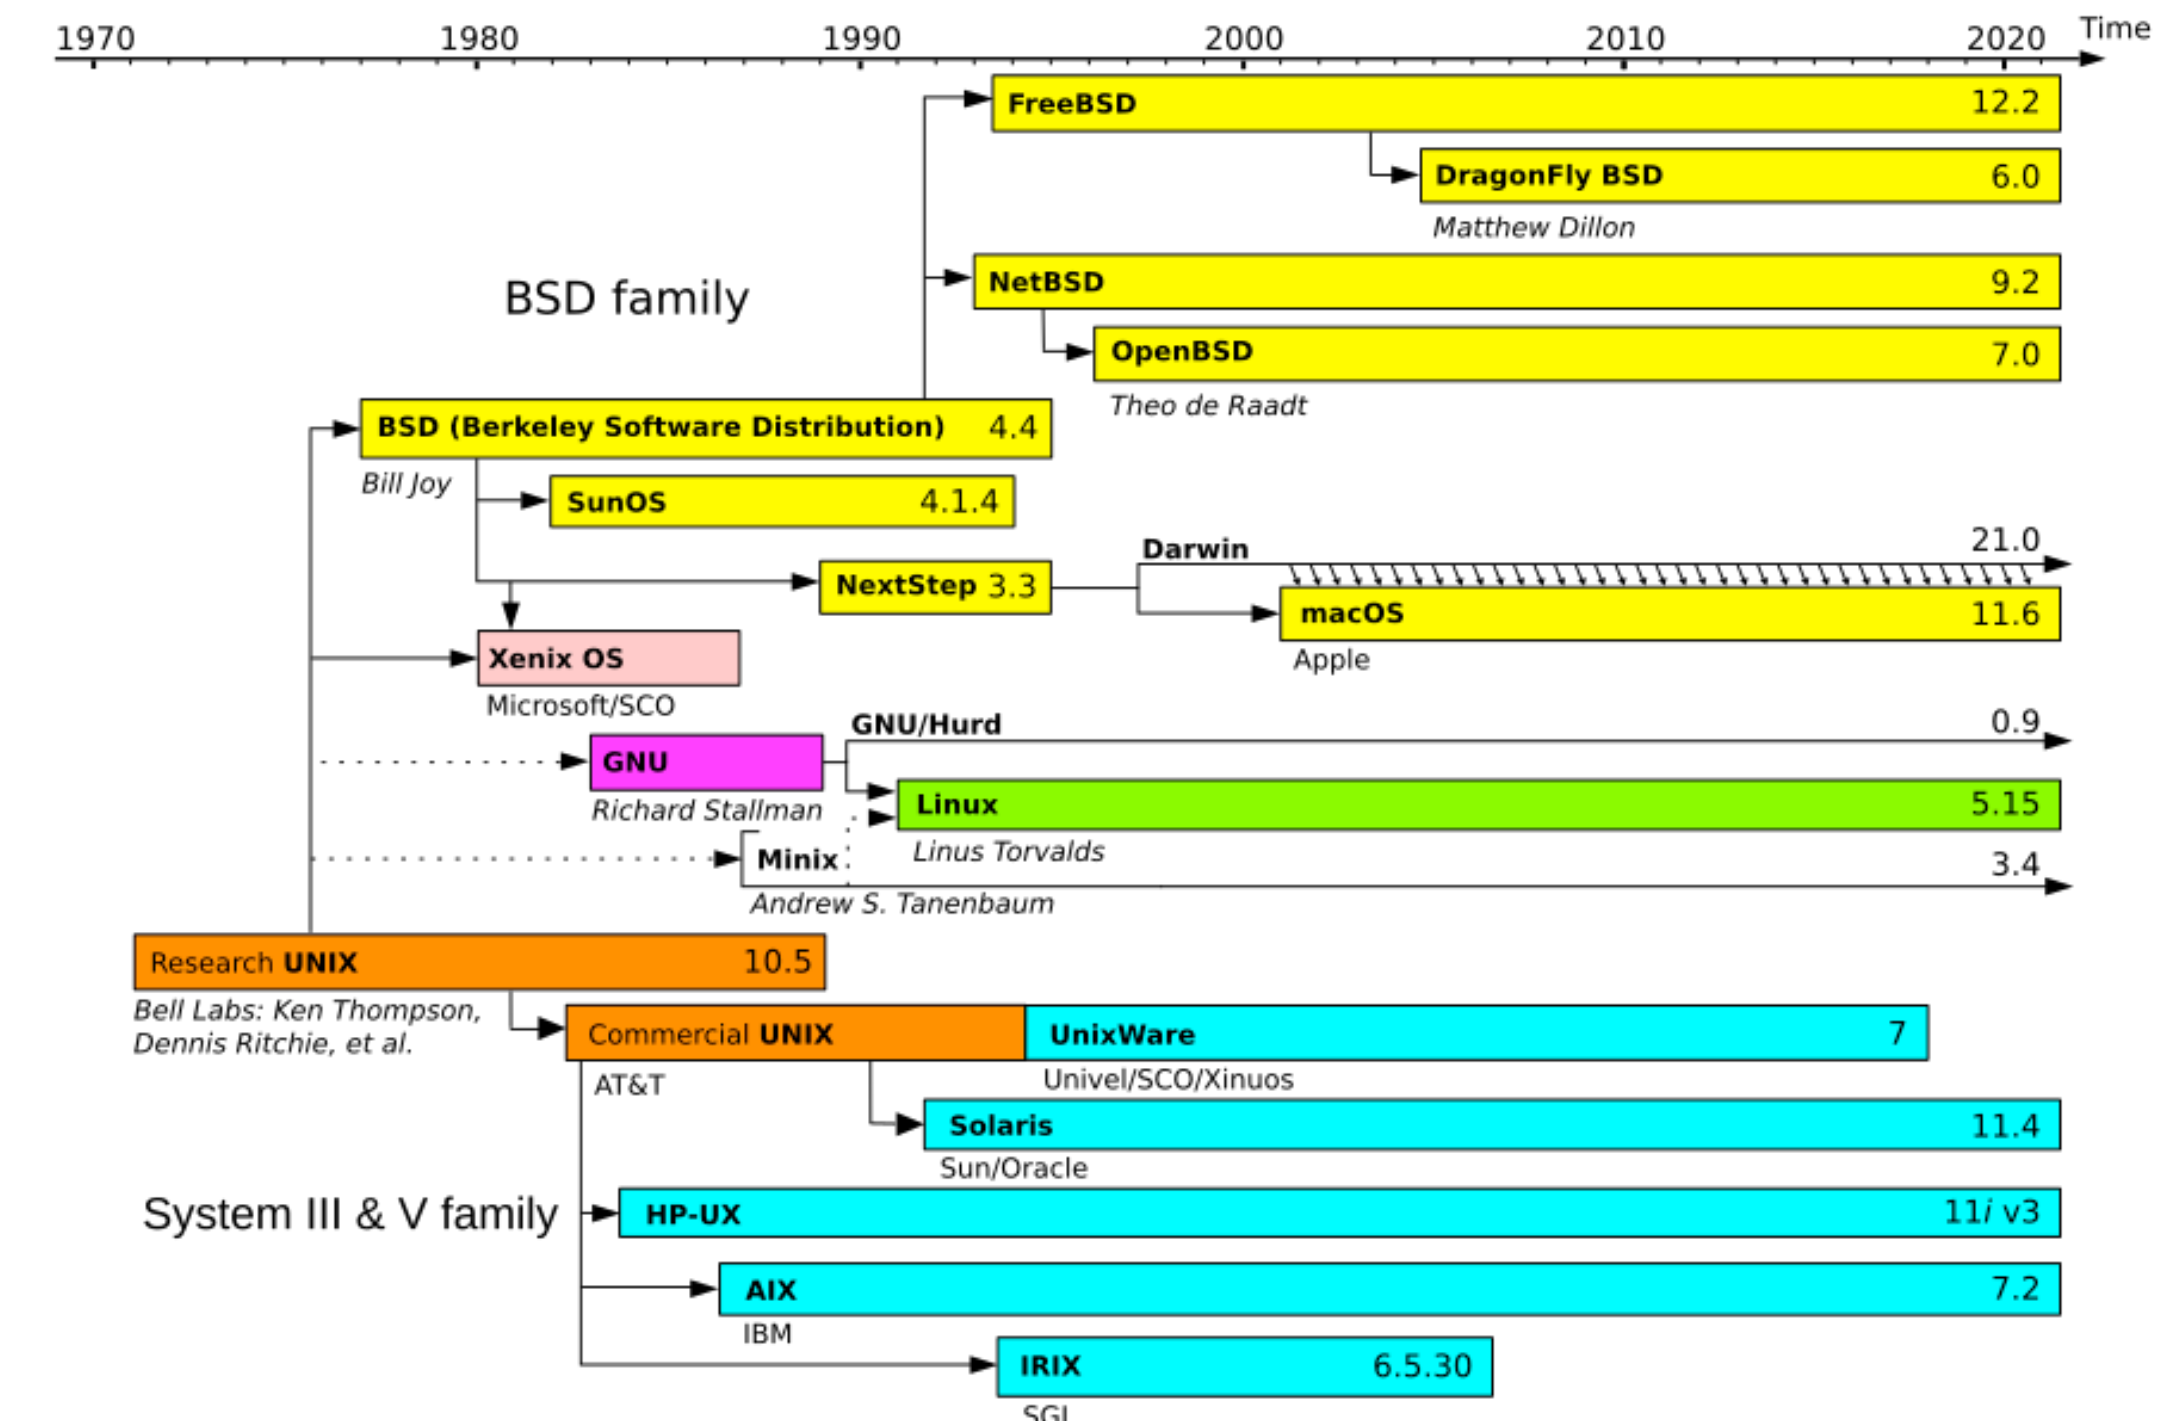 1970 1980 1990 2000 2010 2020 Time
FreeBSD 12.2
DragonFly BSD 6.0
Matthew Dillon
BSD family
NetBSD 9.2
OpenBSD 7.0
Theo de Raadt
BSD (Berkeley Software Distribution) 4.4
Bill Joy
SunOS 4.1.4
Darwin 21.0
NextStep 3.3
macOS 11.6
Apple
Xenix OS
Microsoft/SCO
GNU/Hurd 0.9
GNU
Richard Stallman
Linux 5.15
Linus Torvalds
Minix 3.4
Andrew S. Tanenbaum
Research UNIX 10.5
Bell Labs: Ken Thompson,
Dennis Ritchie, et al.
Commercial UNIX UnixWare 7
AT&T Univel/SCO/Xinuos
Solaris 11.4
Sun/Oracle
System III & V family
HP-UX 11i v3
AIX 7.2
IBM
IRIX 6.5.30
SGI